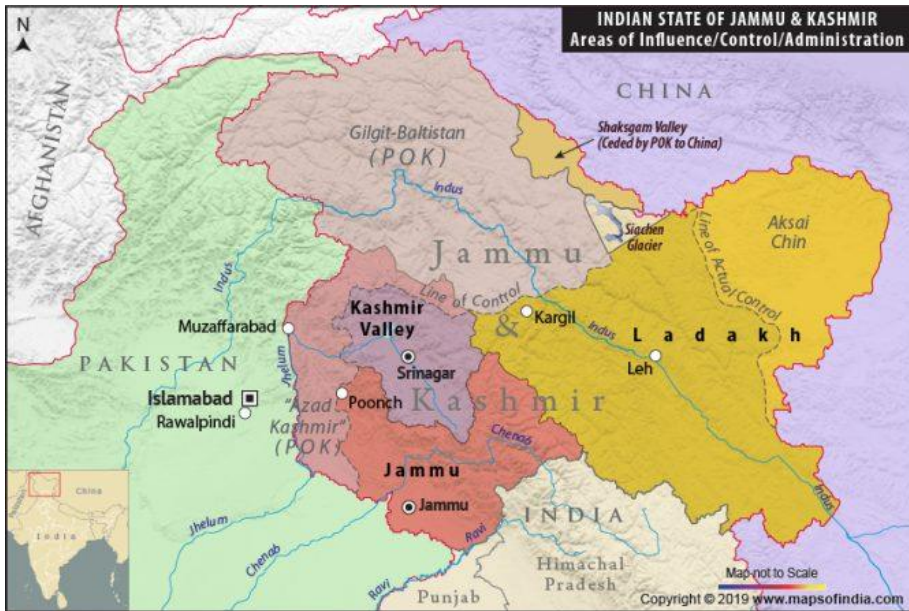 N
INDIAN STATE OF JAMMU & KASHMIR
Areas of Influence/Control/Administration
AFGHANISTAN
CHINA
Gilgit-Baltistan
(POK)
Shaksgam Valley
(Ceded by POK to China)
Indus
Siachen
Glacier
Aksai
Chin
Line of Actual Control
Indus
Jammu
&
Kashmir
Line of Control
Kashmir
Valley
Kargil
Indus
Ladakh
Leh
Muzaffarabad
Srinagar
PAKISTAN
Jhelum
Islamabad
Rawalpindi
Poonch
"Azad
Kashmir"
(POK)
Chenab
Jammu
Jammu
Indus
INDIA
Jhelum
Chenab
Ravi
Ravi
Himachal
Pradesh
Punjab
China
India
Map not to Scale
Copyright © 2019 www.mapsofindia.com